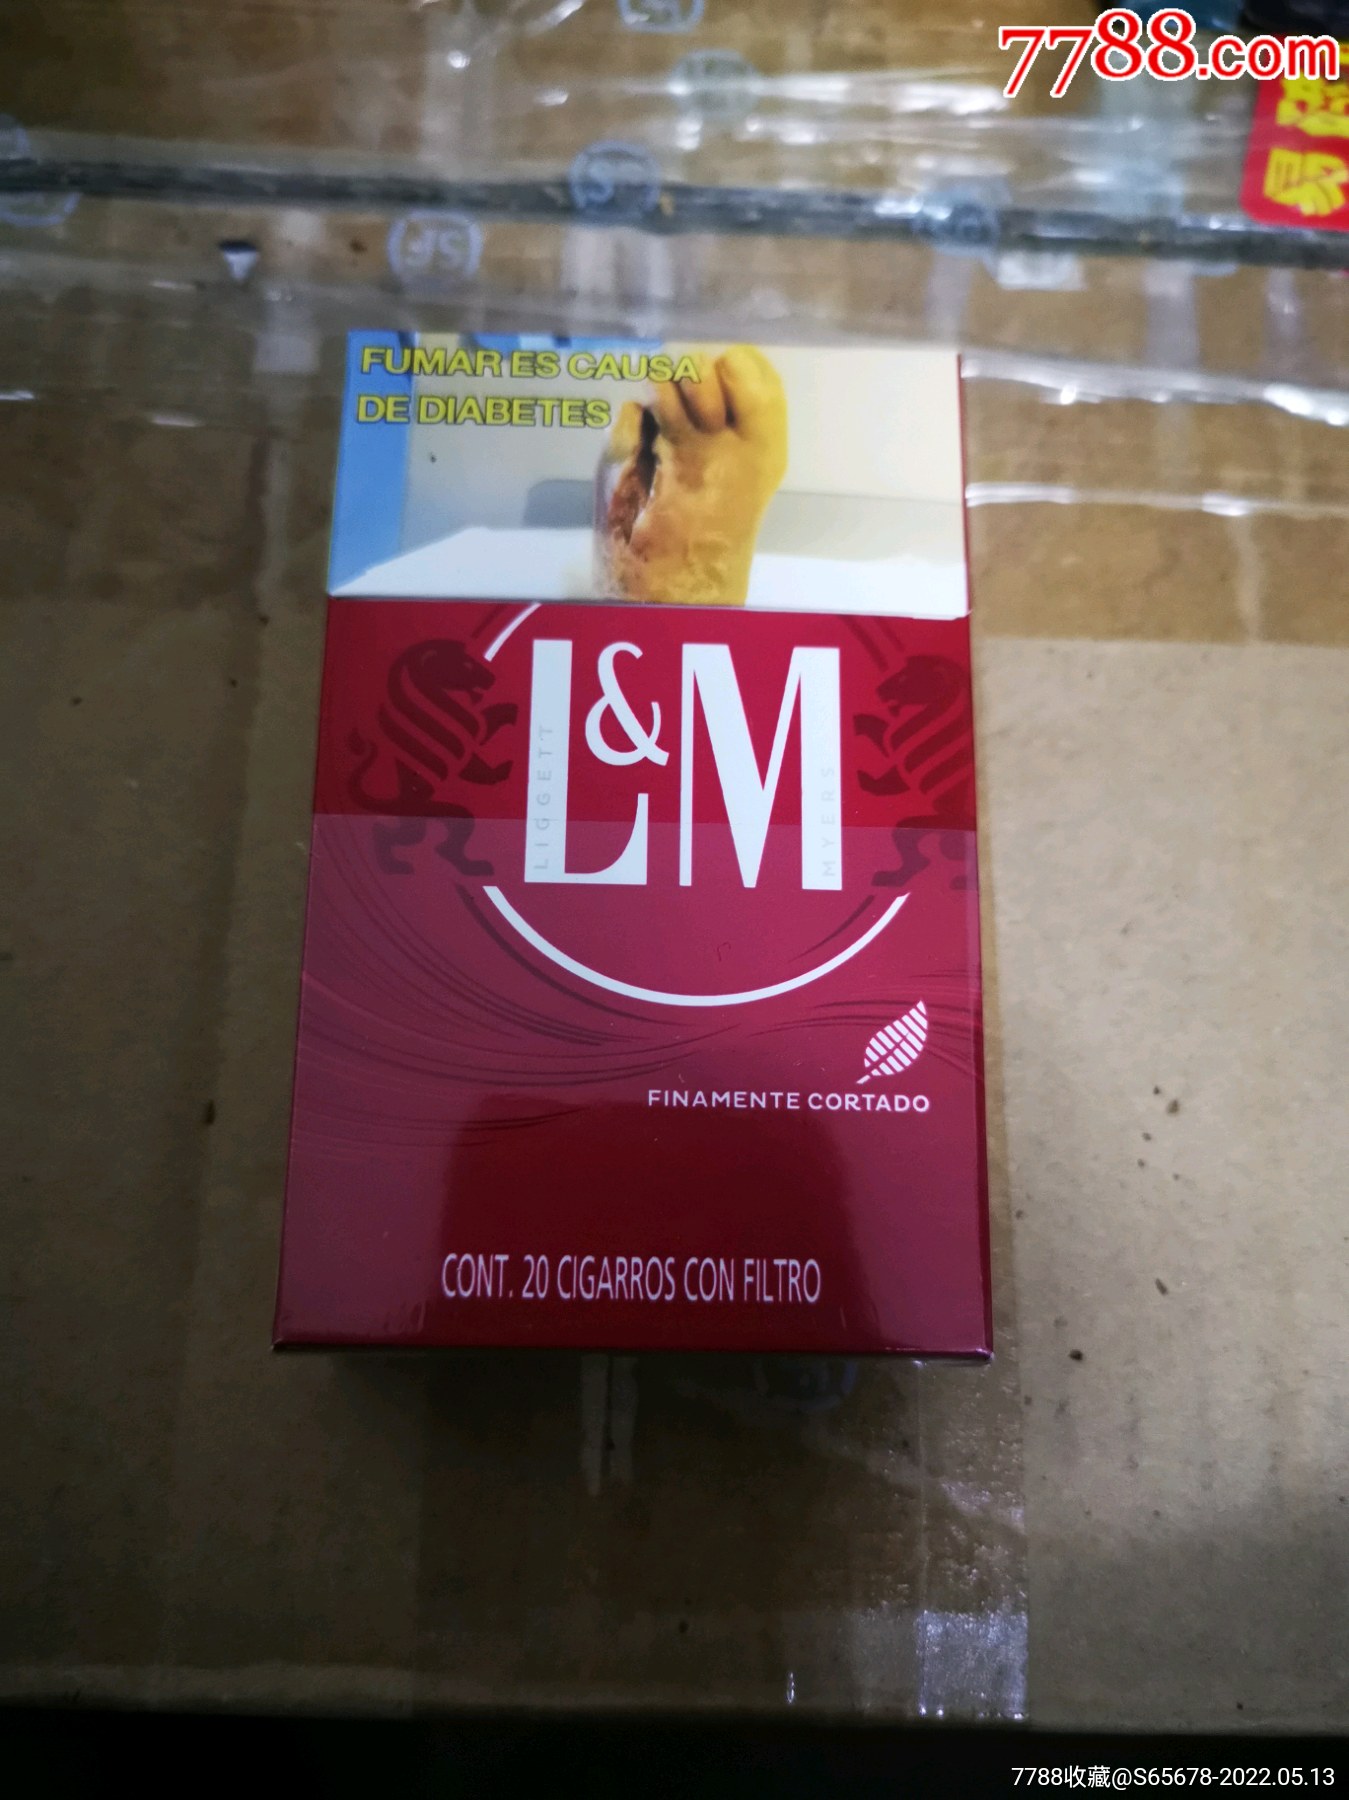 7788.com
SF
FUMAR ES CAUSA
DE DIABETES
L&M
LIGGETT
MYERS
FINAMENTE CORTADO
CONT. 20 CIGARROS CON FILTRO
7788收藏@S65678-2022.05.13